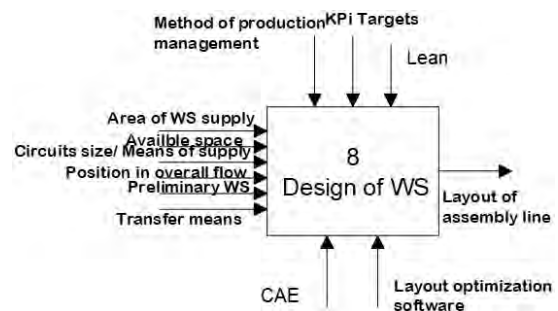 Method of production
management
KPi Targets
Lean
Area of WS supply
Availble space
Circuits size/ Means of supply
Position in overall flow
Preliminary WS
Transfer means
8
Design of WS
Layout of
assembly line
CAE
Layout optimization
software